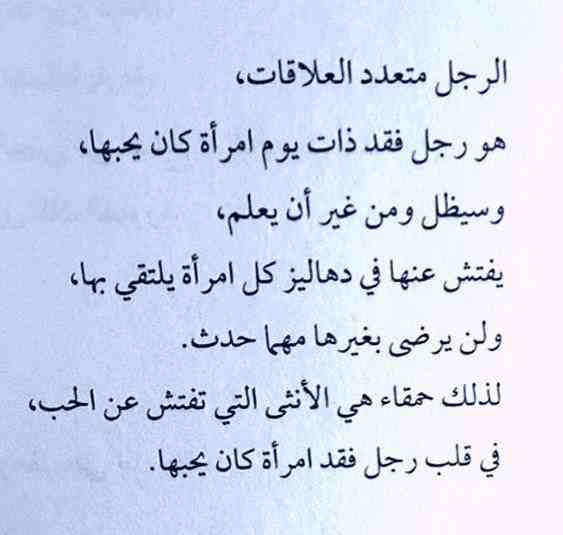 الرجل متعدد العلاقات،
هو رجل فقد ذات يوم امرأة كان يحبها،
وسيظل ومن غير أن يعلم،
يفتش عنها في دهاليز كل امرأة يلتقي بها،
ولن يرضى بغيرها مهما حدث.
لذلك حمقاء هي الأنثى التي تفتش عن الحب،
في قلب رجل فقد امرأة كان يحبها.